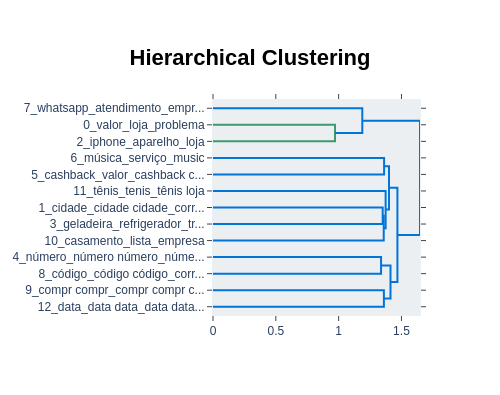 Hierarchical Clustering
7_whatsapp_atendimento_empr...
0_valor_loja_problema
2_iphone_aparelho_loja
6_música_serviço_music
5_cashback_valor_cashback c...
11_tênis_tenis_tênis loja
1_cidade_cidade cidade_corr...
3_geladeira_refrigerador_tr...
10_casamento_lista_empresa
4_número_número número_núme...
8_código_código código_corr...
9_compr compr_compr compr c...
12_data_data data_data data...
0 0.5 1 1.5